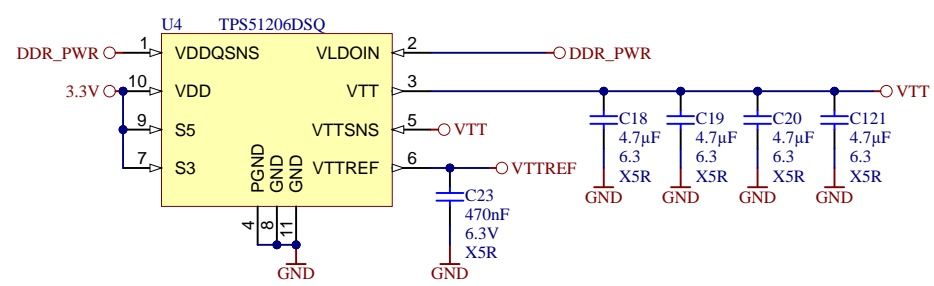 U4 TPS51206DSQ
DDR_PWR 1 VDDQSNS VLDOIN 2 DDR_PWR
3.3V 10 VDD VTT 3 VTT
9 S5 VTTSNS 5 VTT
7 S3 VTTREF 6 VTTREF
PGND GND GND
4 8 11
GND
C23
470nF
6.3V
X5R
GND
C18
4.7µF
6.3
X5R
GND
C19
4.7µF
6.3
X5R
GND
C20
4.7µF
6.3
X5R
GND
C121
4.7µF
6.3
X5R
GND